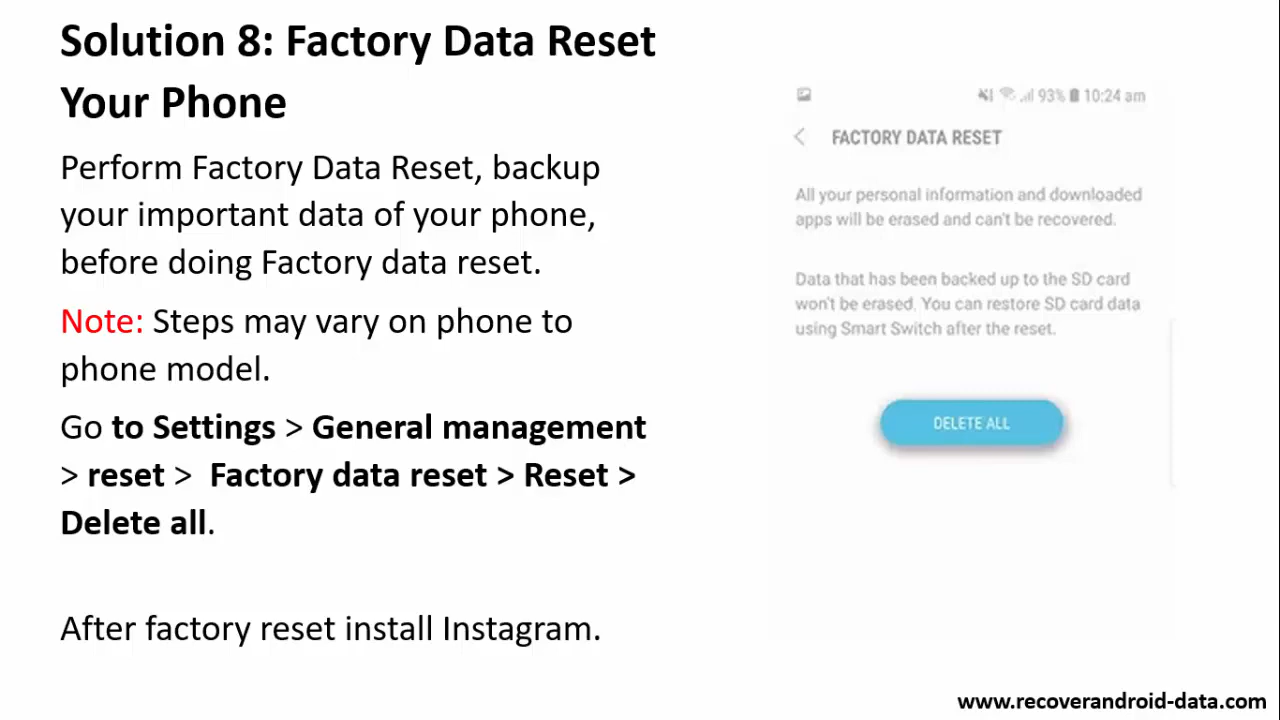 Solution 8: Factory Data Reset
Your Phone
Perform Factory Data Reset, backup
your important data of your phone,
before doing Factory data reset.
Note: Steps may vary on phone to
phone model.
Go to Settings > General management
> reset > Factory data reset > Reset >
Delete all.
After factory reset install Instagram.
93% 10:24 am
FACTORY DATA RESET
All your personal information and downloaded
apps will be erased and can't be recovered.
Data that has been backed up to the SD card
won't be erased. You can restore SD card data
using Smart Switch after the reset.
DELETE ALL
www.recoverandroid-data.com